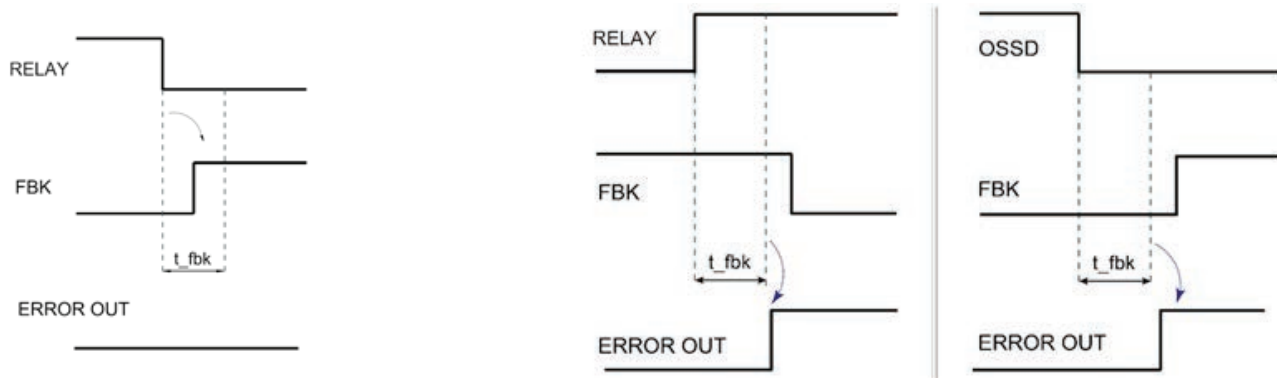 RELAY
FBK
t_fbk
ERROR OUT
RELAY
FBK
t_fbk
ERROR OUT
OSSD
FBK
t_fbk
ERROR OUT